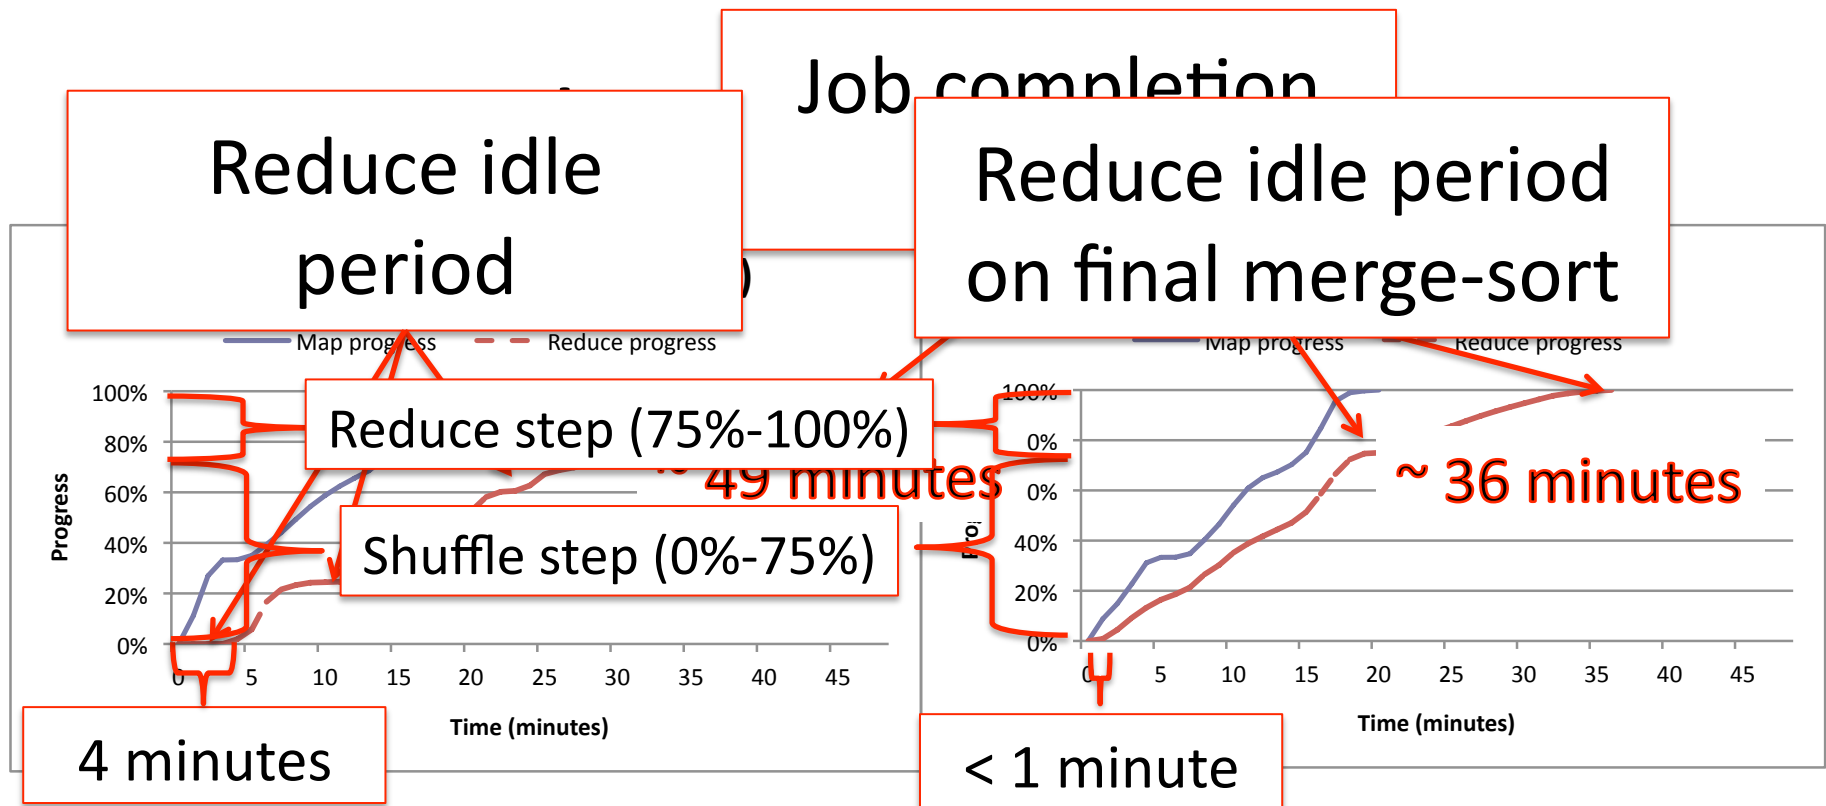 Job completion
Reduce idle
period
Reduce idle period
on final merge-sort
)
Map progress
Reduce progress
Map progress
Reduce progress
100%
80%
60%
40%
20%
0%
Progress
Reduce step (75%-100%)
~ 49 minutes
Shuffle step (0%-75%)
0 5 10 15 20 25 30 35 40 45
Time (minutes)
4 minutes
100%
0%
0%
40%
20%
0%
~ 36 minutes
0 5 10 15 20 25 30 35 40 45
Time (minutes)
< 1 minute